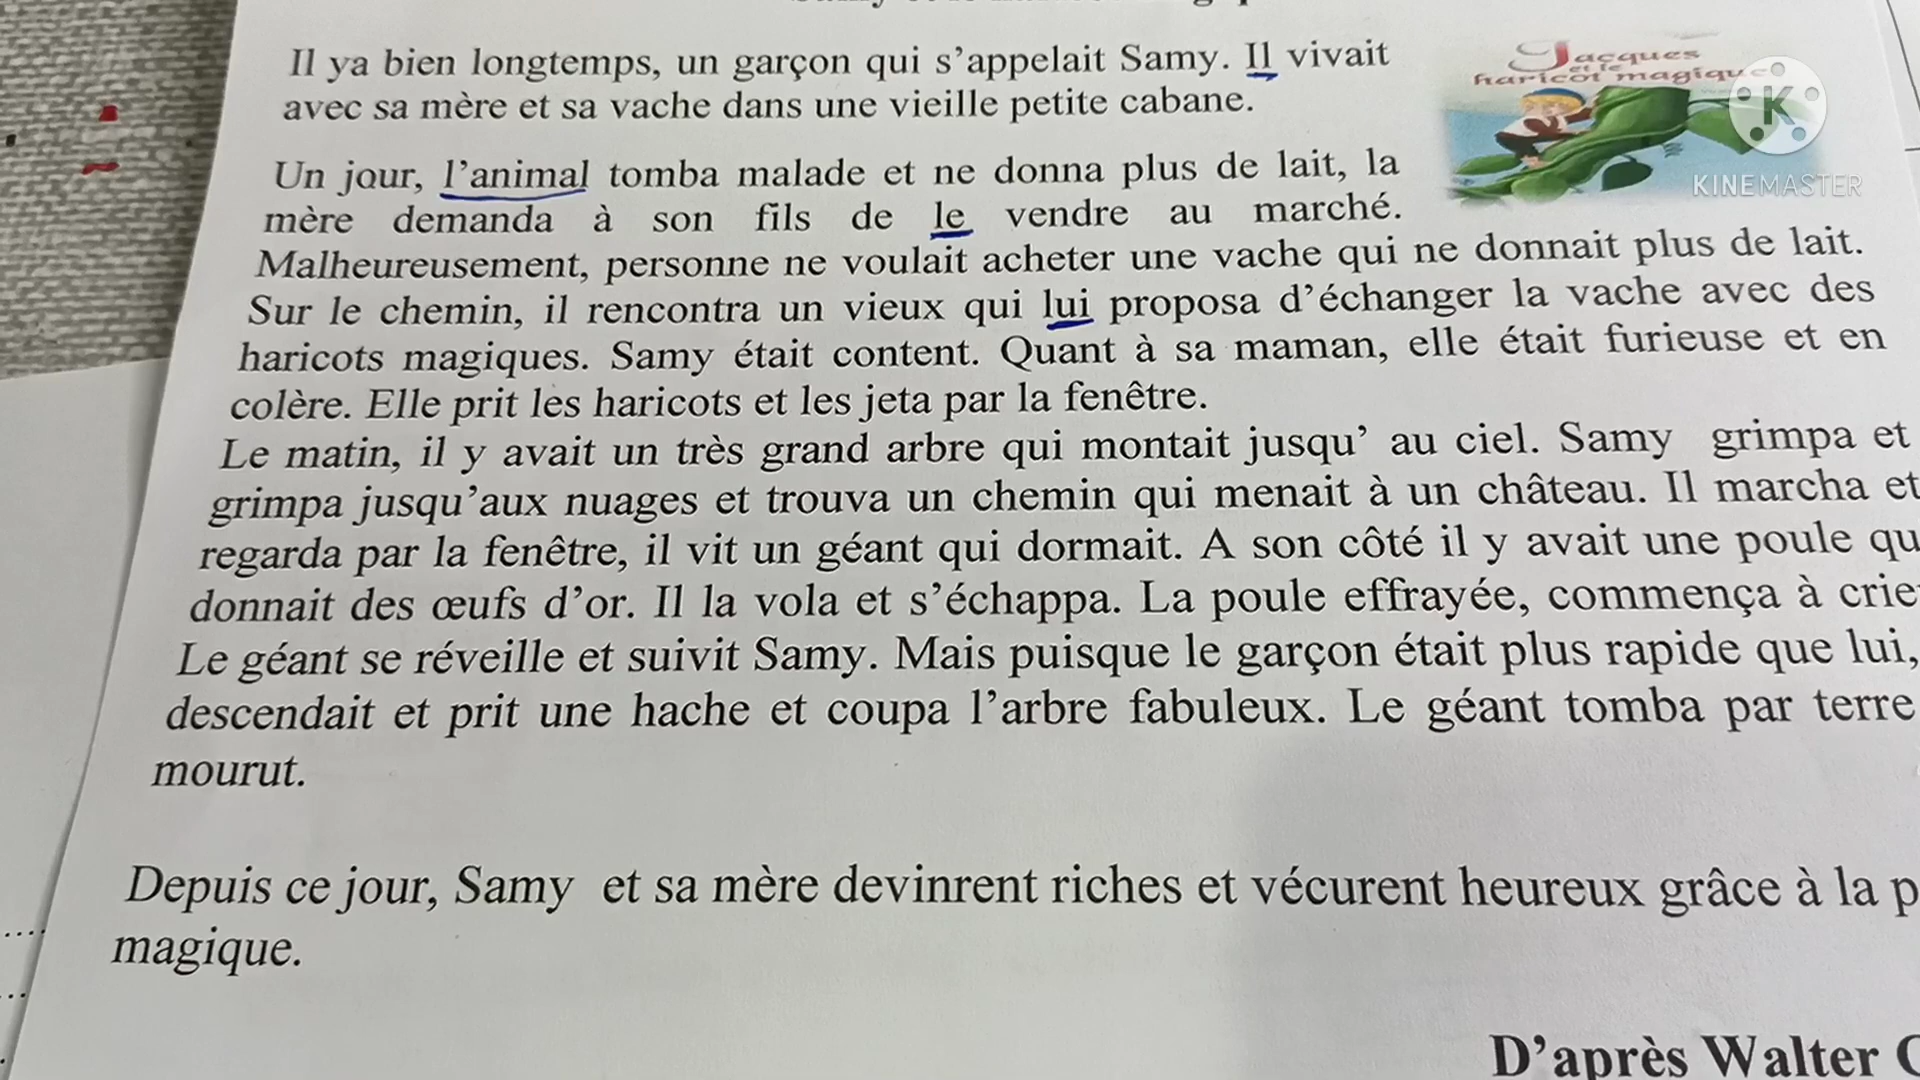 Il ya bien longtemps, un garçon qui s'appelait Samy. Il vivait
avec sa mère et sa vache dans une vieille petite cabane.
Jacques
et le
haricot magique
K
KINEMASTER
Un jour, l'animal tomba malade et ne donna plus de lait, la
mère demanda à son fils de le vendre au marché.
Malheureusement, personne ne voulait acheter une vache qui ne donnait plus de lait.
Sur le chemin, il rencontra un vieux qui lui proposa d'échanger la vache avec des
haricots magiques. Samy était content. Quant à sa maman, elle était furieuse et en
colère. Elle prit les haricots et les jeta par la fenêtre.
Le matin, il y avait un très grand arbre qui montait jusqu' au ciel. Samy grimpa et
grimpa jusqu'aux nuages et trouva un chemin qui menait à un château. Il marcha et
regarda par la fenêtre, il vit un géant qui dormait. A son côté il y avait une poule qu
donnait des œufs d'or. Il la vola et s'échappa. La poule effrayée, commença à crie
Le géant se réveille et suivit Samy. Mais puisque le garçon était plus rapide que lui,
descendait et prit une hache et coupa l'arbre fabuleux. Le géant tomba par terre
mourut.
Depuis ce jour, Samy et sa mère devinrent riches et vécurent heureux grâce à la p
magique.
D'après Walter